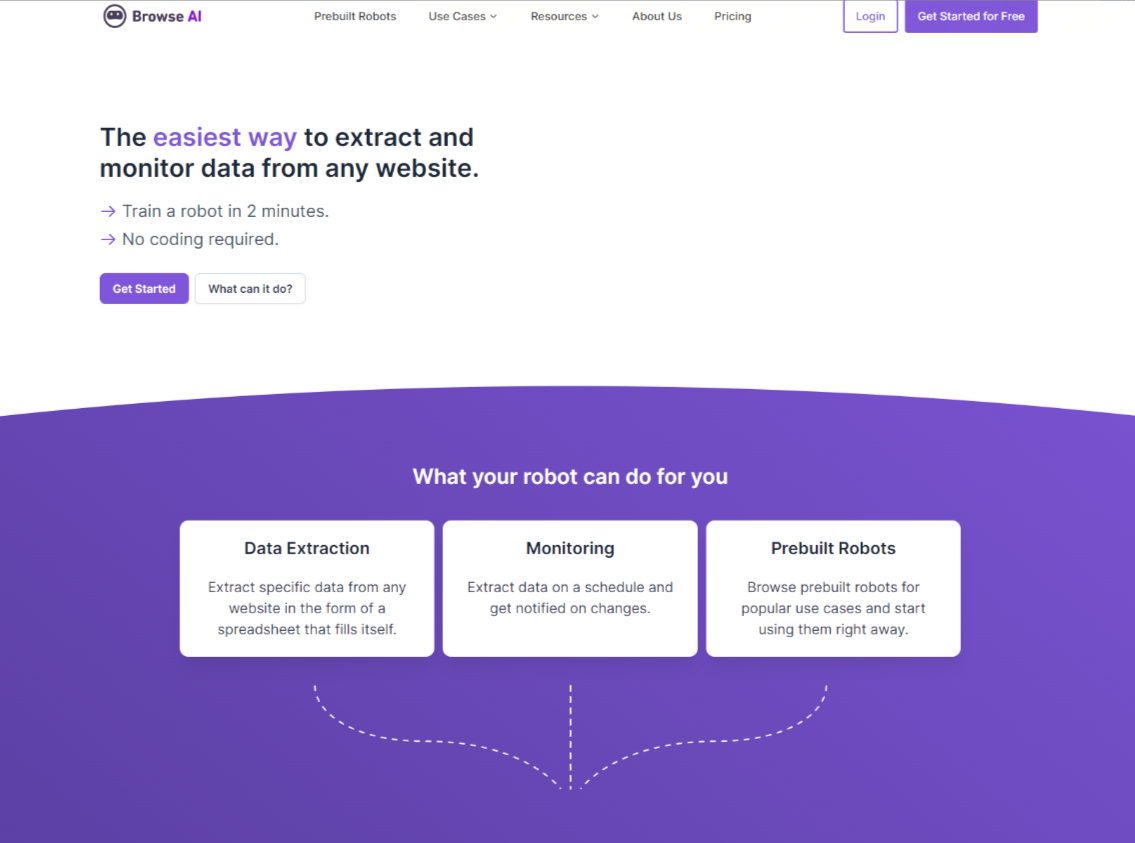 Browse AI
Prebuilt Robots
Use Cases
Resources
About Us
Pricing
Login
Get Started for Free
The easiest way to extract and
monitor data from any website.
→ Train a robot in 2 minutes.
→ No coding required.
Get Started
What can it do?
What your robot can do for you
Data Extraction
Extract specific data from any
website in the form of a
spreadsheet that fills itself.
Monitoring
Extract data on a schedule and
get notified on changes.
Prebuilt Robots
Browse prebuilt robots for
popular use cases and start
using them right away.